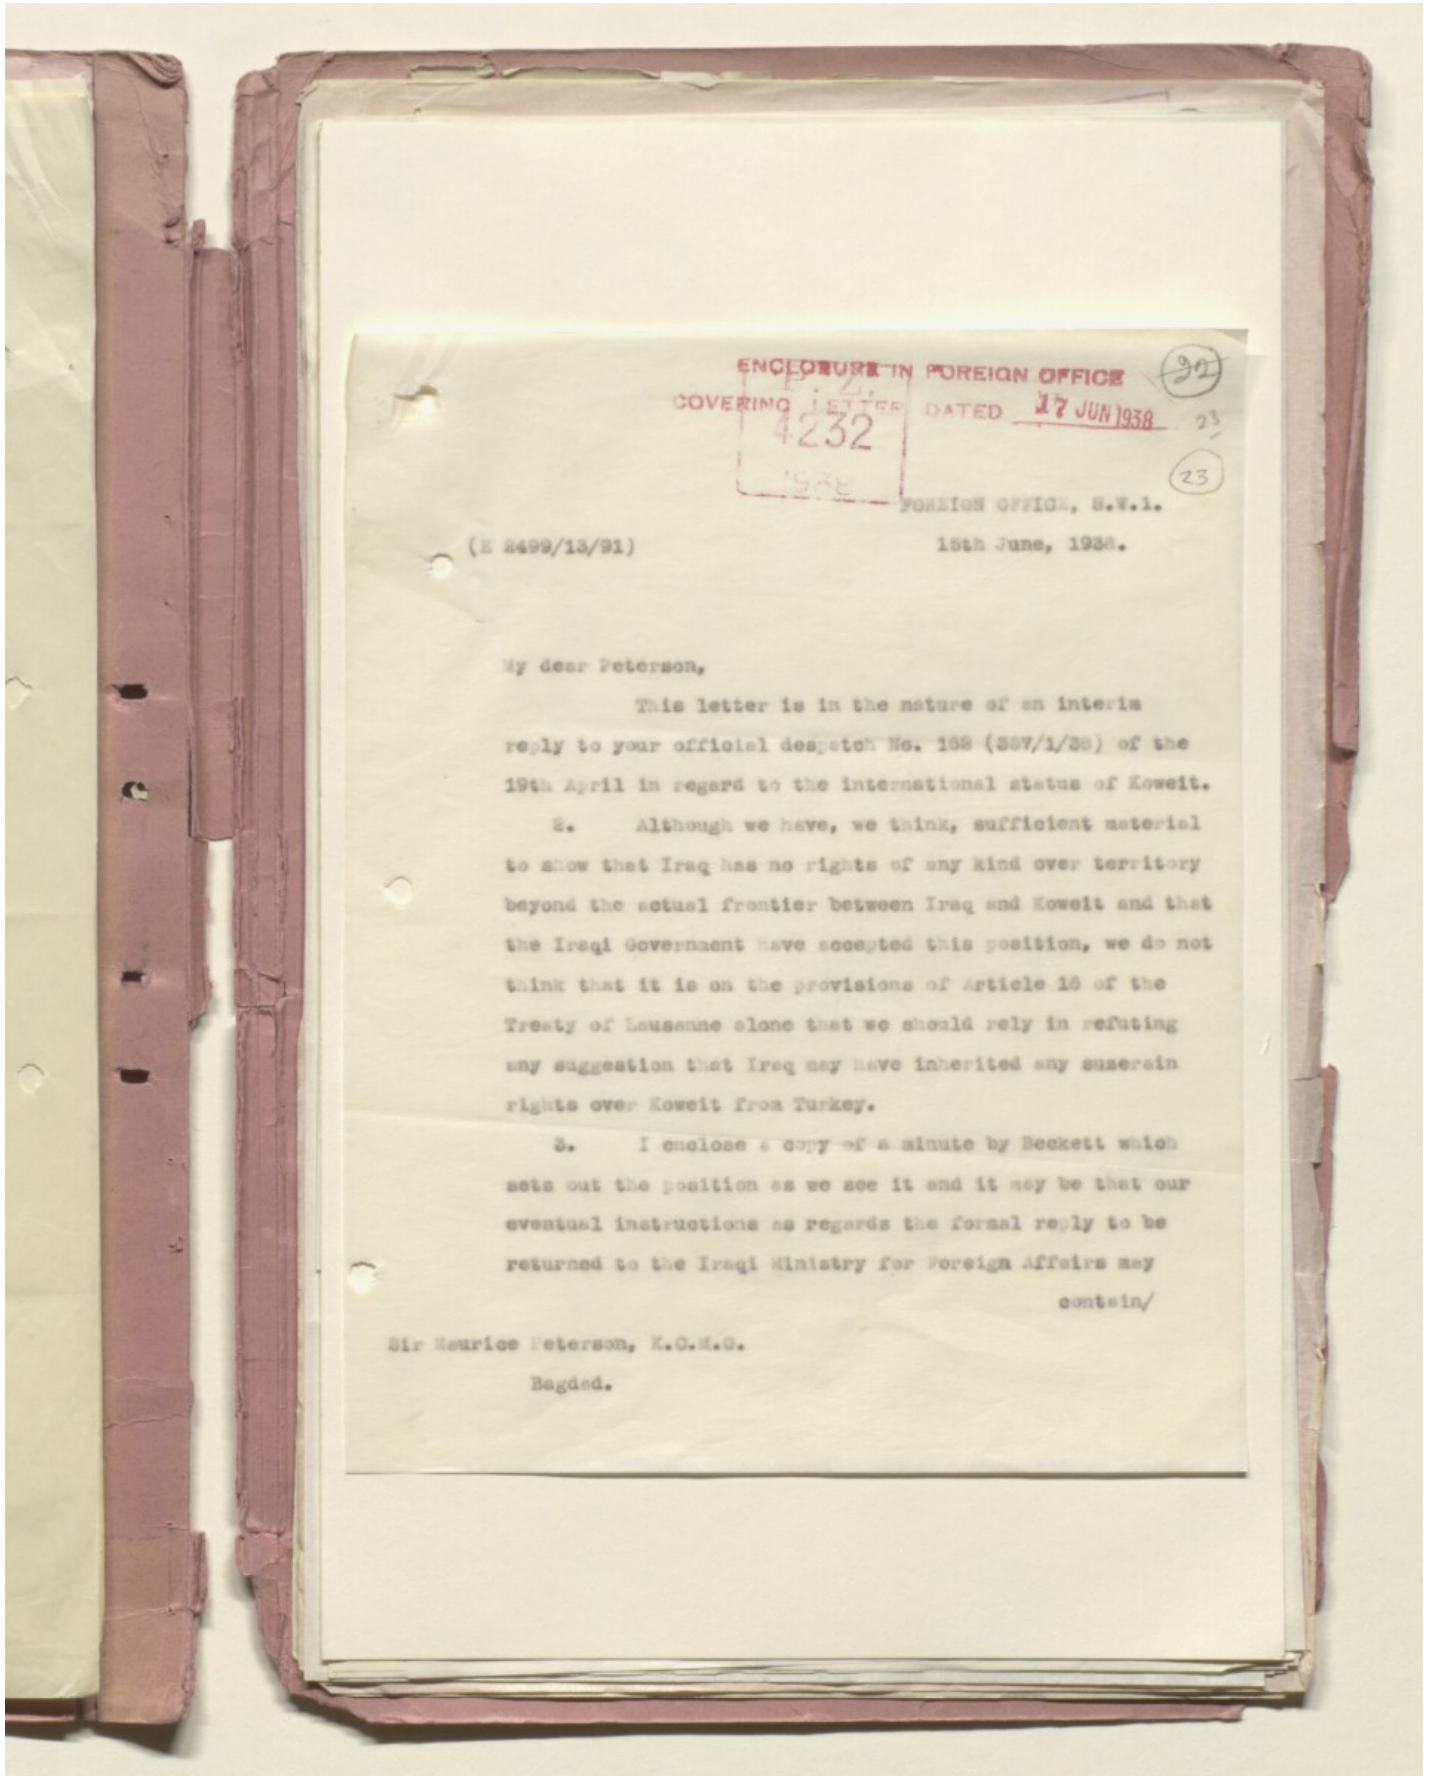 ENCLOSURE IN FOREIGN OFFICE
COVERING LETTER DATED 17 JUN 1938
P. Z.
4232
1938
22
23
23
FOREIGN OFFICE, S.W.1.
(E 2499/13/91)
15th June, 1938.
My dear Peterson,
This letter is in the nature of an interim
reply to your official despatch No. 162 (357/1/38) of the
19th April in regard to the international status of Koweit.
2. Although we have, we think, sufficient material
to show that Iraq has no rights of any kind over territory
beyond the actual frontier between Iraq and Koweit and that
the Iraqi Government have accepted this position, we do not
think that it is on the provisions of Article 16 of the
Treaty of Lausanne alone that we should rely in refuting
any suggestion that Iraq may have inherited any suzerain
rights over Koweit from Turkey.
3. I enclose a copy of a minute by Beckett which
sets out the position as we see it and it may be that our
eventual instructions as regards the formal reply to be
returned to the Iraqi Ministry for Foreign Affairs may
contain/
Sir Maurice Peterson, K.C.M.G.
Bagdad.